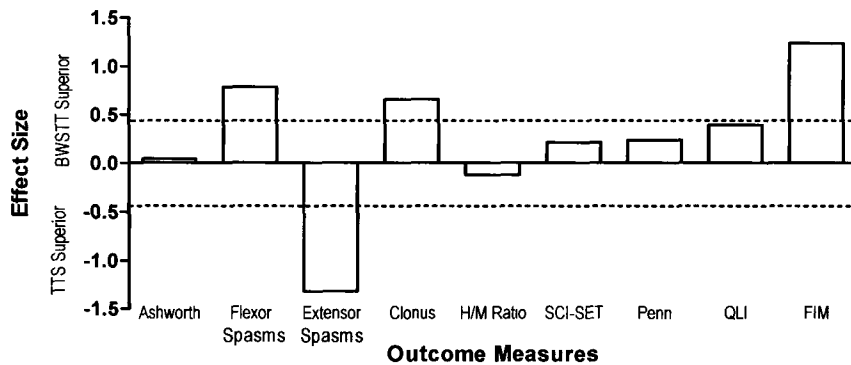 1.5
1.0
0.5
0.0
-0.5
-1.0
-1.5
Effect Size
BWSTT Superior
TTS Superior
Ashworth
Flexor
Spasms
Extensor
Spasms
Clonus
H/M Ratio
SCI-SET
Penn
QLI
FIM
Outcome Measures